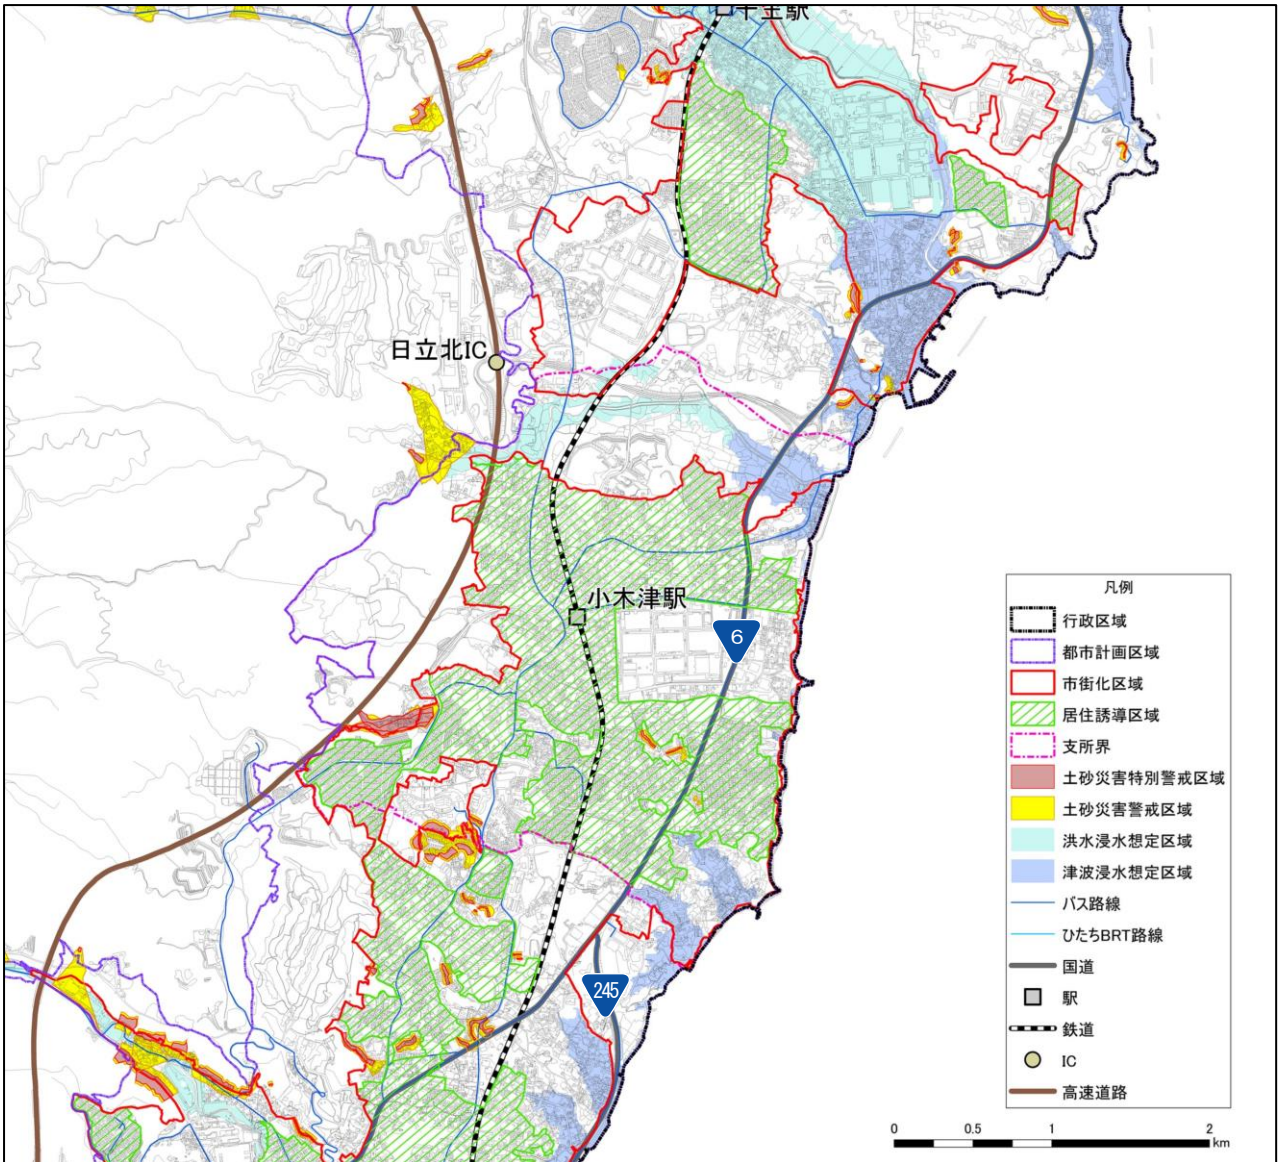 十王駅
日立北IC
小木津駅
6
245
凡例
行政区域
都市計画区域
市街化区域
居住誘導区域
支所界
土砂災害特別警戒区域
土砂災害警戒区域
洪水浸水想定区域
津波浸水想定区域
バス路線
ひたちBRT路線
国道
駅
鉄道
IC
高速道路
0 0.5 1 2
km